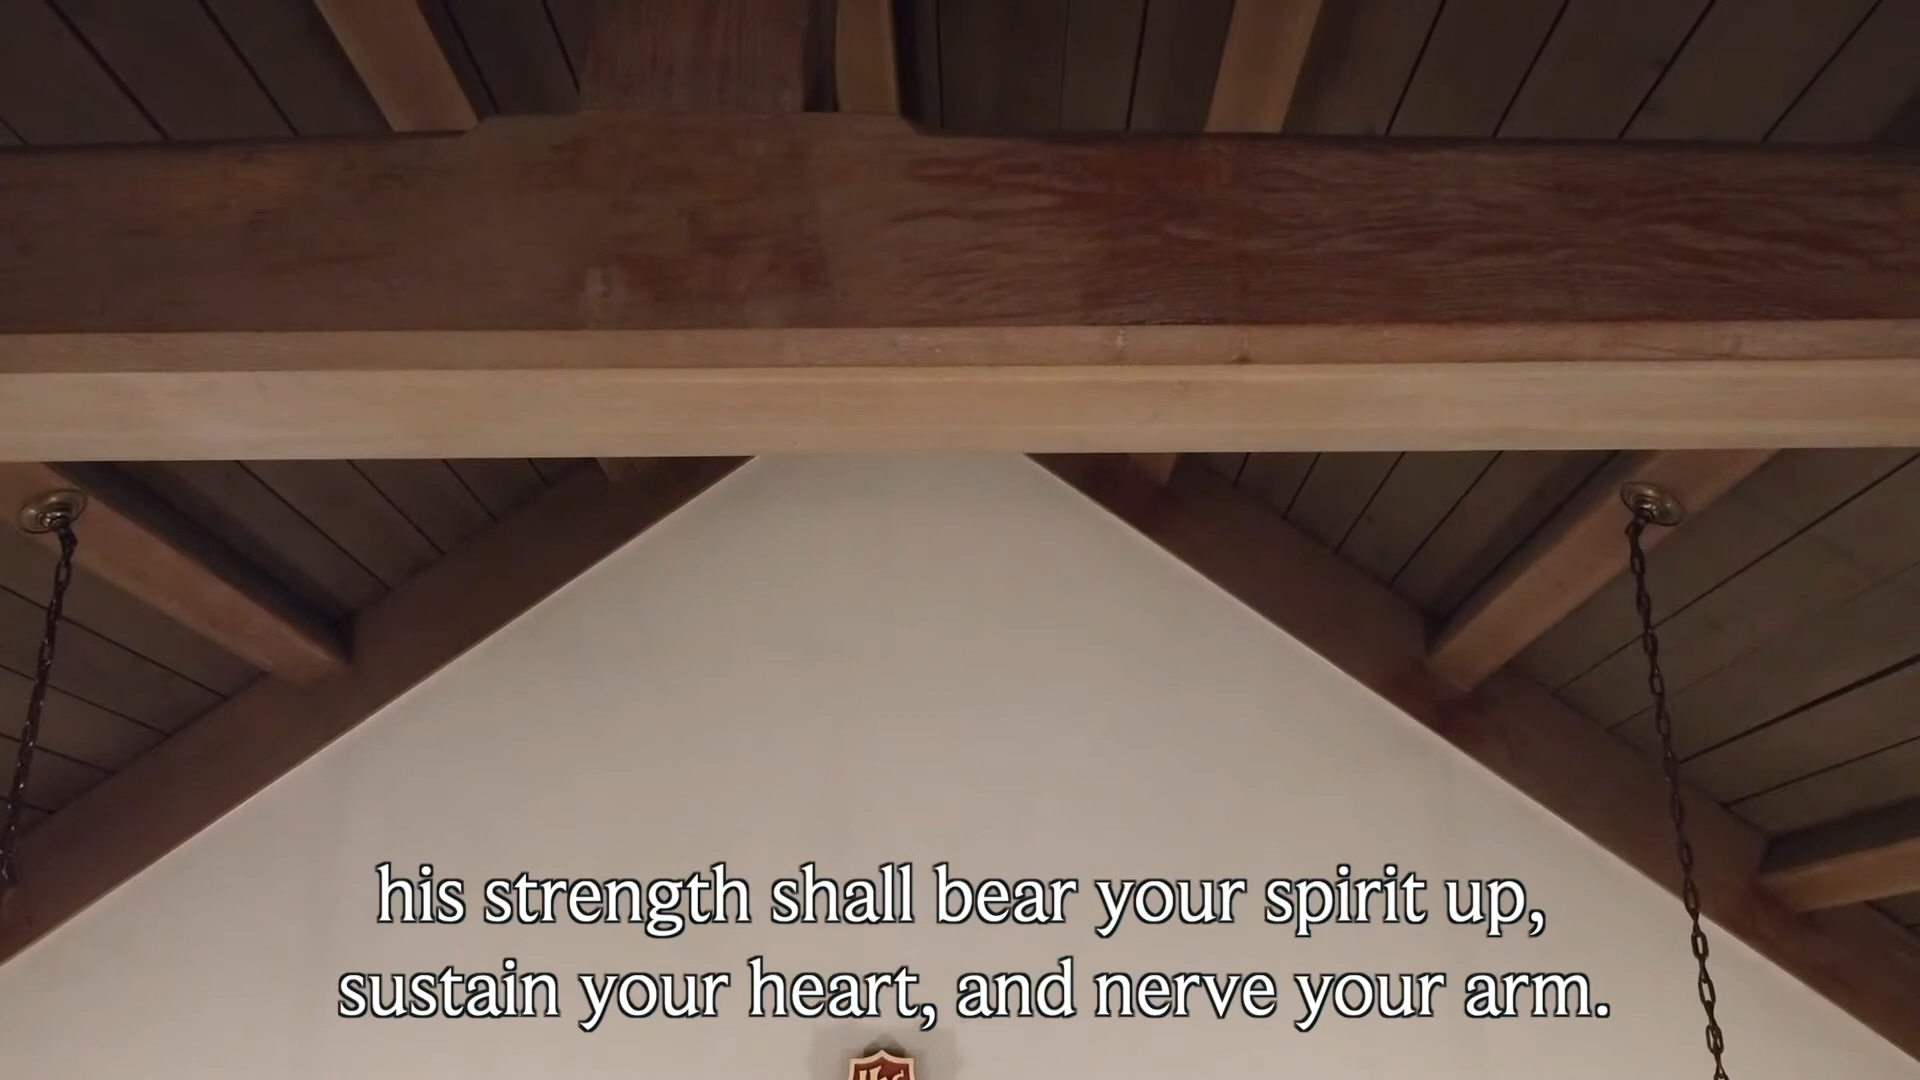 his strength shall bear your spirit up,
sustain your heart, and nerve your arm.